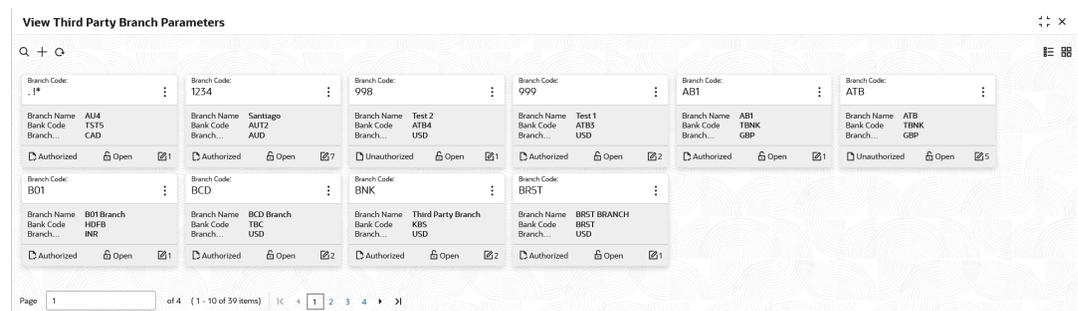 View Third Party Branch Parameters
Branch Code:
. !*
Branch Name AU4
Bank Code TST5
Branch... CAD
Authorized Open 1
Branch Code:
1234
Branch Name Santiago
Bank Code AUT2
Branch... AUD
Authorized Open 7
Branch Code:
998
Branch Name Test 2
Bank Code ATB4
Branch... USD
Unauthorized Open 1
Branch Code:
999
Branch Name Test 1
Bank Code ATB3
Branch... USD
Authorized Open 2
Branch Code:
AB1
Branch Name AB1
Bank Code TBNK
Branch... GBP
Authorized Open 1
Branch Code:
ATB
Branch Name ATB
Bank Code TBNK
Branch... GBP
Unauthorized Open 5
Branch Code:
B01
Branch Name B01 Branch
Bank Code HDFB
Branch... INR
Authorized Open 1
Branch Code:
BCD
Branch Name BCD Branch
Bank Code TBC
Branch... USD
Authorized Open 2
Branch Code:
BNK
Branch Name Third Party Branch
Bank Code KBS
Branch... USD
Authorized Open 2
Branch Code:
BR5T
Branch Name BR5T BRANCH
Bank Code BR5T
Branch... USD
Authorized Open 1
Page 1 of 4 ( 1 - 10 of 39 items) 1 2 3 4